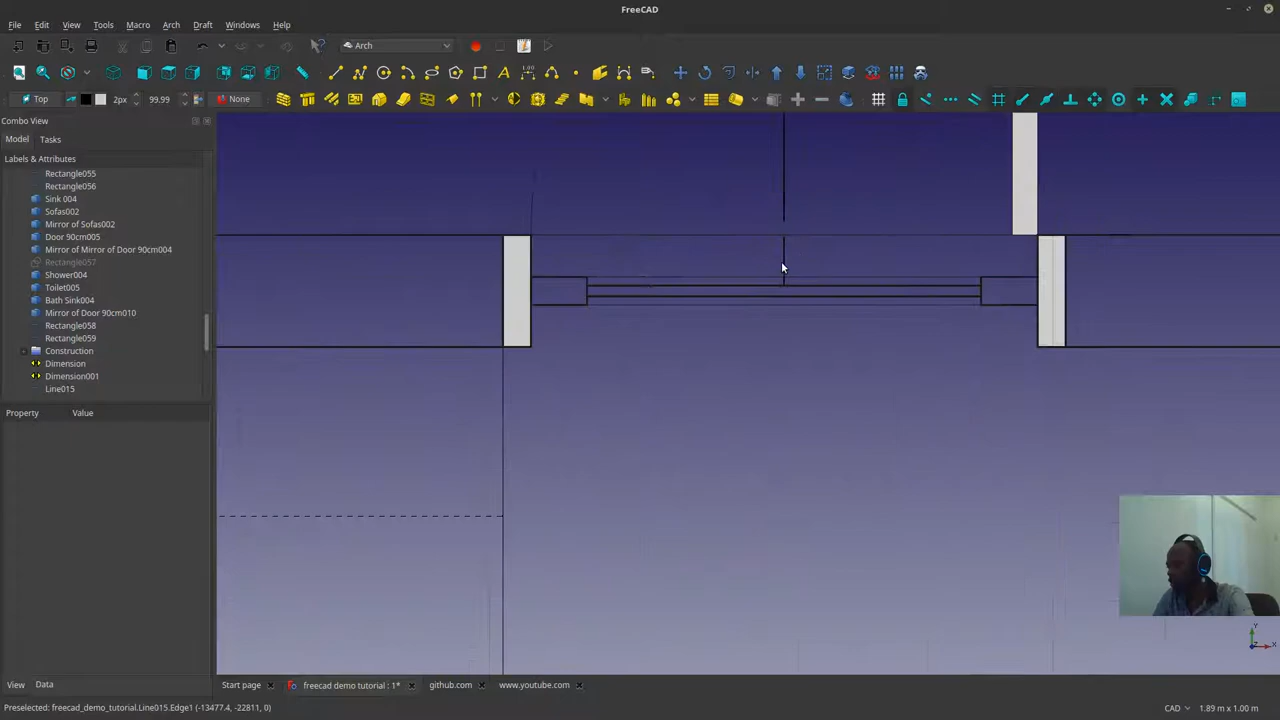 FreeCAD
File Edit View Tools Macro Arch Draft Windows Help
Arch
A 1.00
Top 2px 99.99 None
Combo View
Model Tasks
Labels & Attributes
Rectangle055
Rectangle056
Sink 004
Sofas002
Mirror of Sofas002
Door 90cm005
Mirror of Mirror of Door 90cm004
Rectangle057
Shower004
Toilet005
Bath Sink004
Mirror of Door 90cm010
Rectangle058
Rectangle059
Construction
Dimension
Dimension001
Line015
Property Value
View Data
Start page freecad demo tutorial : 1* github.com www.youtube.com
Preselected: freecad_demo_tutorial.Line015.Edge1 (-13477.4, -22811, 0) CAD 1.89 m x 1.00 m
Y
Z X